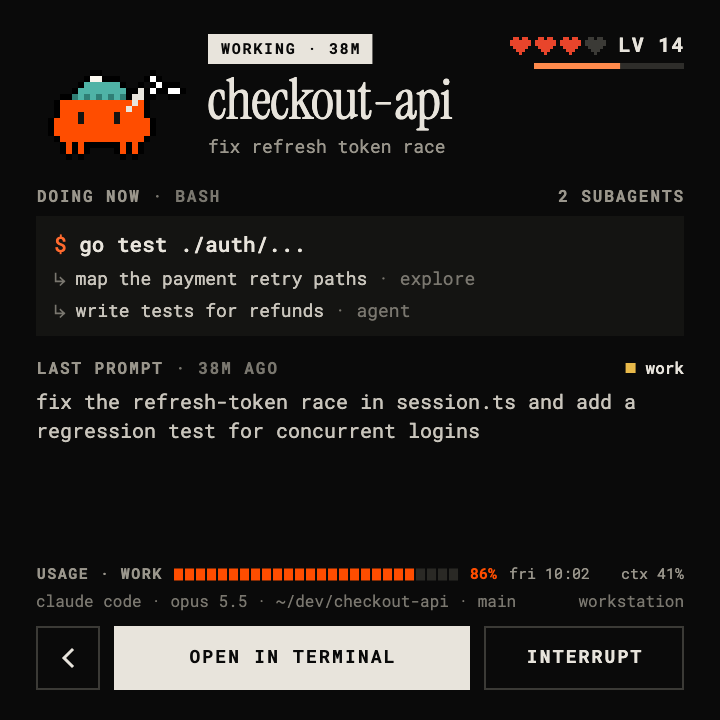 WORKING · 38M
LV 14
checkout-api
fix refresh token race
DOING NOW · BASH
2 SUBAGENTS
$ go test ./auth/...
↳ map the payment retry paths · explore
↳ write tests for refunds · agent
LAST PROMPT · 38M AGO
work
fix the refresh-token race in session.ts and add a
regression test for concurrent logins
USAGE · WORK 86% fri 10:02 ctx 41%
claude code · opus 5.5 · ~/dev/checkout-api · main workstation
OPEN IN TERMINAL
INTERRUPT